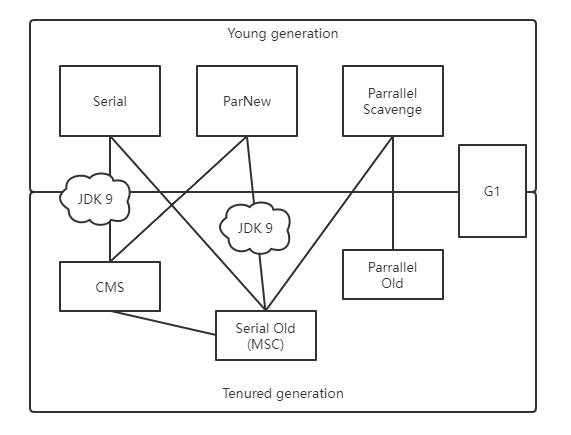 Young generation
Serial
ParNew
Parrallel
Scavenge
G1
JDK 9
JDK 9
CMS
Parrallel
Old
Serial Old
(MSC)
Tenured generation